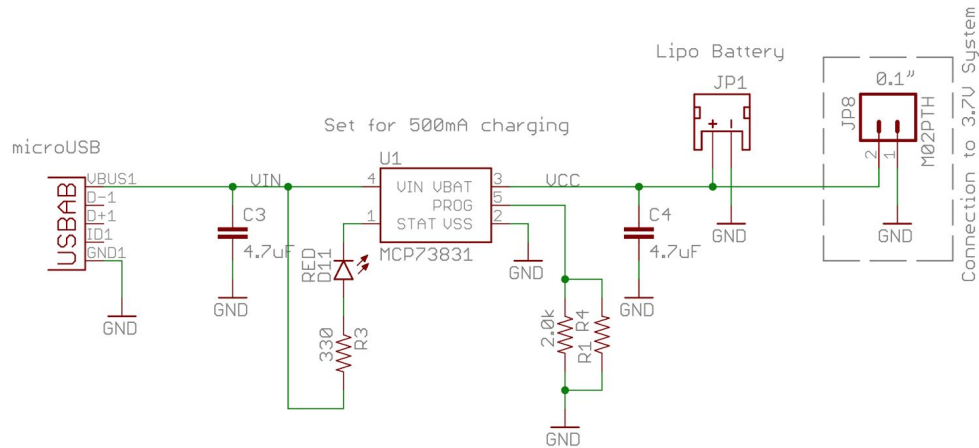 Lipo Battery
JP1
+ -
Connection to 3.7V System
0.1"
JP8
M02PTH
2
1
Set for 500mA charging
microUSB
USBAB
VBUS1
D-1
D+1
ID1
GND1
GND
VIN
C3
4.7uF
GND
RED
D11
330
R3
U1
4
1
VIN VBAT
PROG
STAT VSS
3
5
2
MCP73831
VCC
GND
2.0k
R1
R4
GND
C4
4.7uF
GND
GND
GND